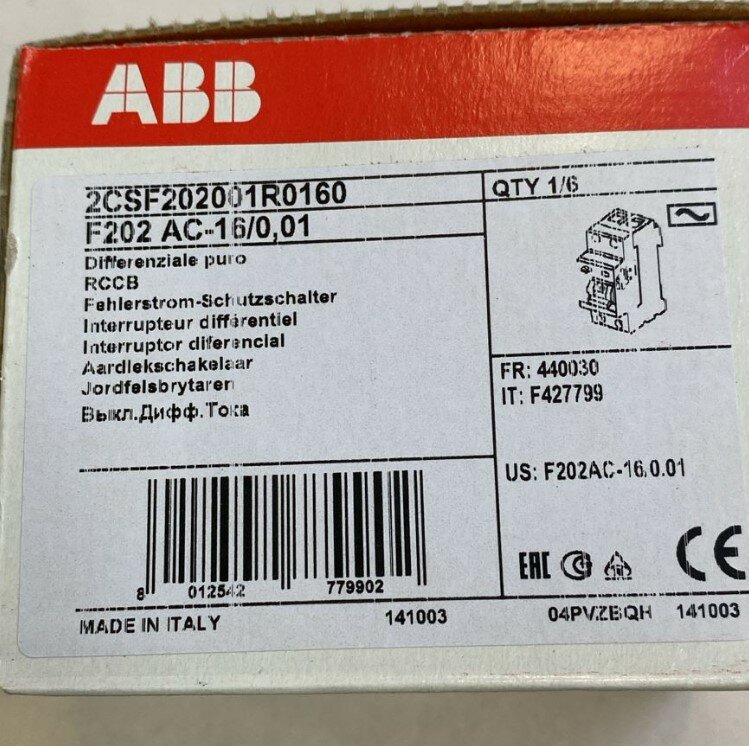 ABB
2CSF202001R0160
QTY 1/6
F202 AC-16/0,01
Differenziale puro
RCCB
Fehlerstrom-Schutzschalter
Interrupteur différentiel
Interruptor diferencial
Aardlekschakelaar
Jordfelsbrytaren
Выкл.Дифф.Тока
FR: 440030
IT: F427799
US: F202AC-16.0.01
EAC
CE
8 012542 779902
MADE IN ITALY
141003
04PVZBQH 141003